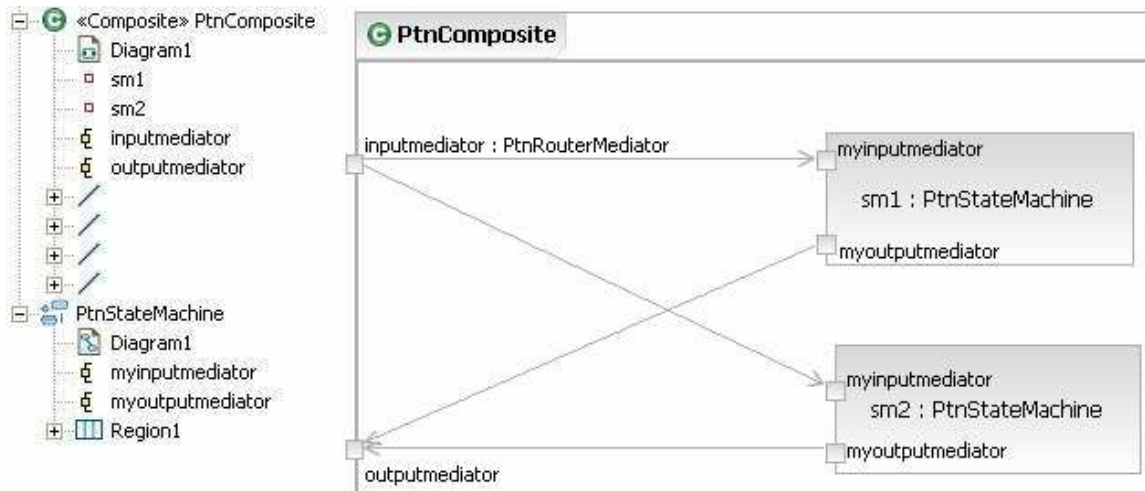 «Composite» PtnComposite
Diagram1
sm1
sm2
inputmediator
outputmediator
PtnStateMachine
Diagram1
myinputmediator
myoutputmediator
Region1
PtnComposite
inputmediator : PtnRouterMediator
myinputmediator
sm1 : PtnStateMachine
myoutputmediator
myinputmediator
sm2 : PtnStateMachine
myoutputmediator
outputmediator